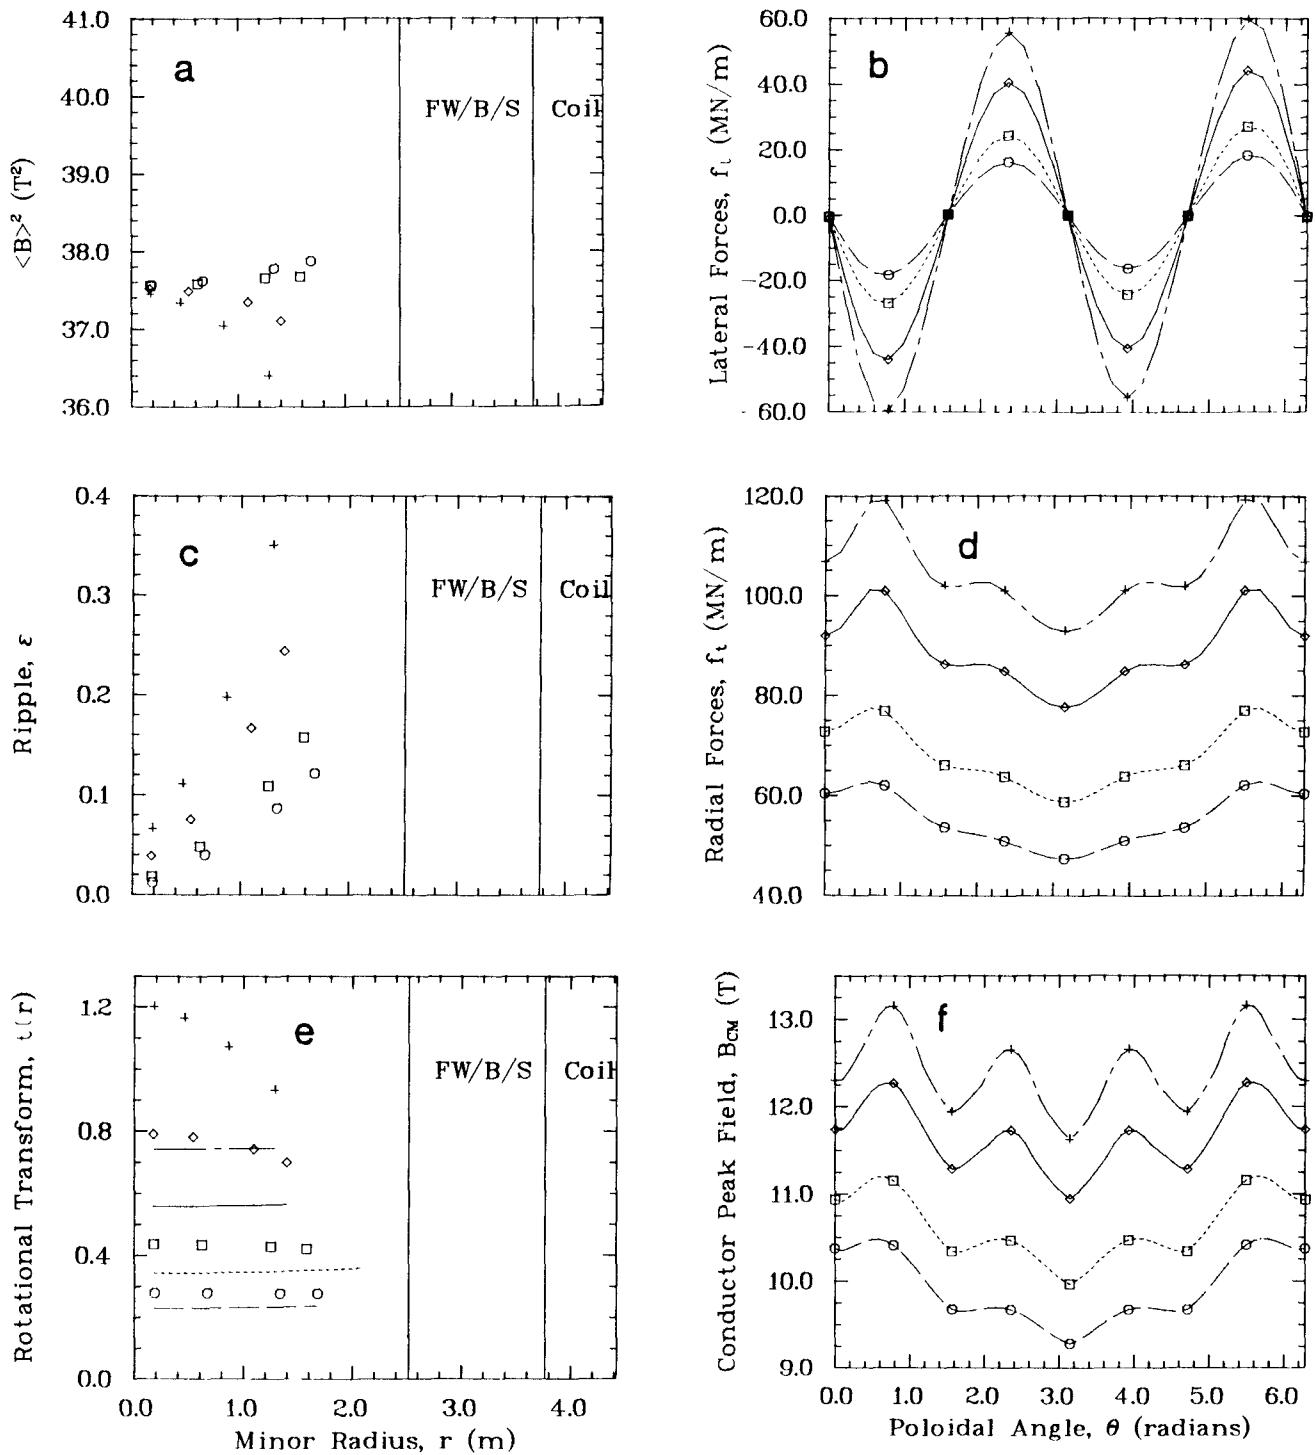 a
41.0
40.0
39.0
38.0
37.0
36.0
<B>² (T²)
FW/B/S
Coil
b
60.0
40.0
20.0
0.0
-20.0
-40.0
-60.0
Lateral Forces, fₗ (MN/m)
c
0.4
0.3
0.2
0.1
0.0
Ripple, ε
FW/B/S
Coil
d
120.0
100.0
80.0
60.0
40.0
Radial Forces, fₜ (MN/m)
e
1.2
0.8
0.4
0.0
Rotational Transform, ι(r)
FW/B/S
Coil
0.0 1.0 2.0 3.0 4.0
Minor Radius, r (m)
f
13.0
12.0
11.0
10.0
9.0
Conductor Peak Field, B_CM (T)
0.0 1.0 2.0 3.0 4.0 5.0 6.0
Poloidal Angle, θ (radians)